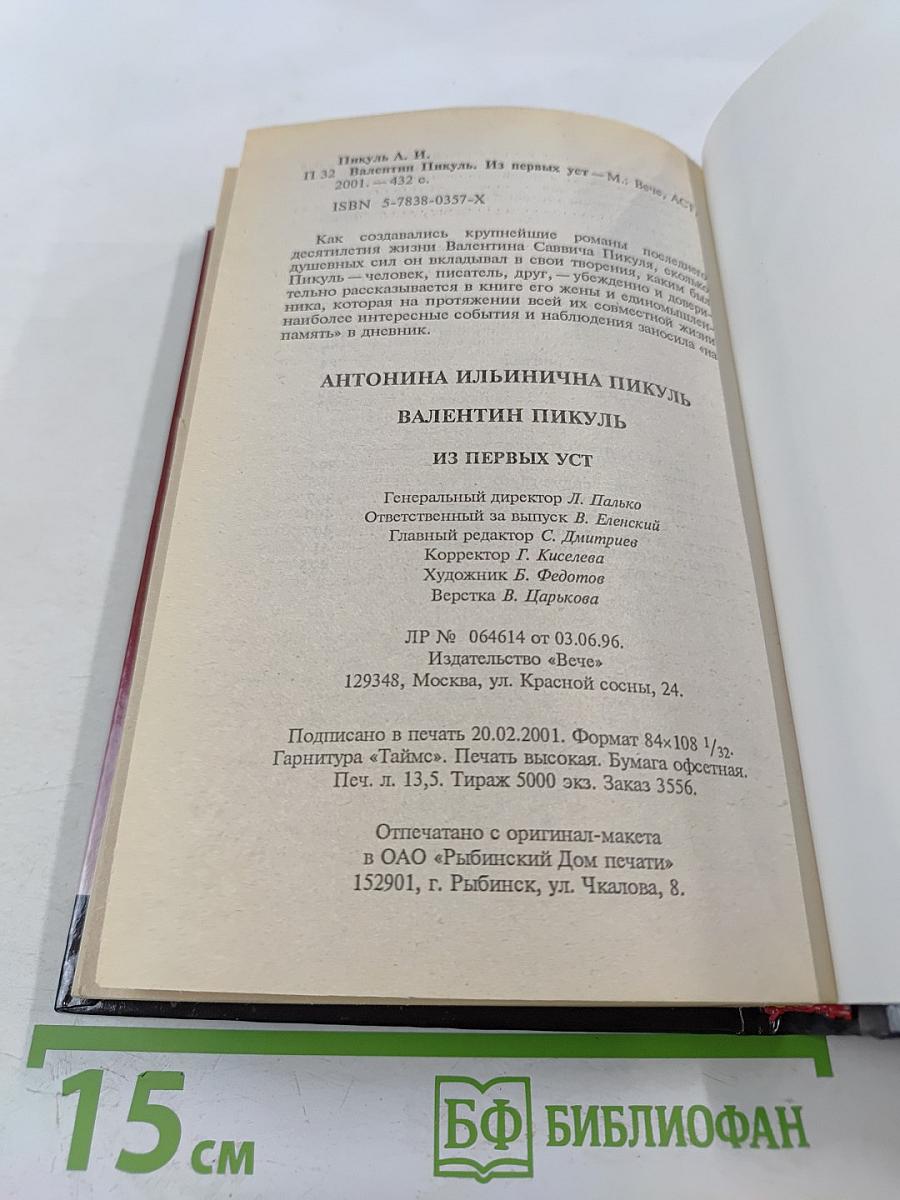 Пикуль А. И.
П 32 Валентин Пикуль. Из первых уст — М.: Вече, АСТ,
2001. — 432 с.
ISBN 5-7838-0357-X
Как создавались крупнейшие романы последнего
десятилетия жизни Валентина Саввича Пикуля, сколько
душевных сил он вкладывал в свои творения, каким был
Пикуль — человек, писатель, друг, — убежденно и довери-
тельно рассказывается в книге его жены и единомышлен-
ника, которая на протяжении всей их совместной жизни
наиболее интересные события и наблюдения заносила «на
память» в дневник.
АНТОНИНА ИЛЬИНИЧНА ПИКУЛЬ
ВАЛЕНТИН ПИКУЛЬ
ИЗ ПЕРВЫХ УСТ
Генеральный директор Л. Палько
Ответственный за выпуск В. Еленский
Главный редактор С. Дмитриев
Корректор Г. Киселева
Художник Б. Федотов
Верстка В. Царькова
ЛР № 064614 от 03.06.96.
Издательство «Вече»
129348, Москва, ул. Красной сосны, 24.
Подписано в печать 20.02.2001. Формат 84×108 1/32.
Гарнитура «Таймс». Печать высокая. Бумага офсетная.
Печ. л. 13,5. Тираж 5000 экз. Заказ 3556.
Отпечатано с оригинал-макета
в ОАО «Рыбинский Дом печати»
152901, г. Рыбинск, ул. Чкалова, 8.
15 см
БФ БИБЛИОФАН